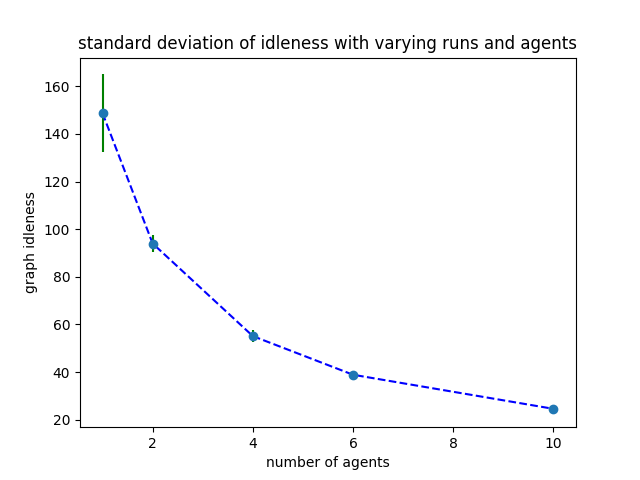 standard deviation of idleness with varying runs and agents
160
140
120
100
80
60
40
20
graph idleness
2 4 6 8 10
number of agents